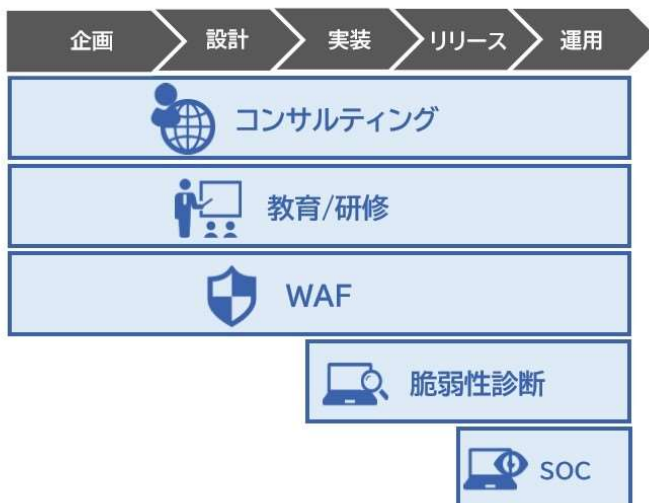 企画 設計 実装 リリース 運用
コンサルティング
教育/研修
WAF
脆弱性診断
SOC